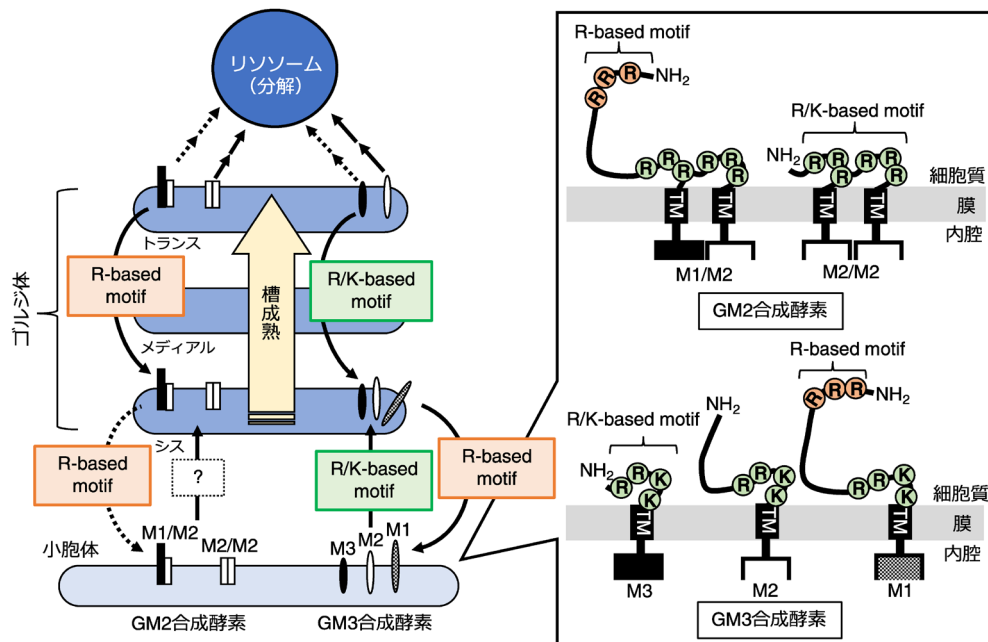 リソソーム
（分解）
トランス
R-based
motif
R/K-based
motif
槽成熟
ゴルジ体
メディアル
シス
R-based
motif
?
R/K-based
motif
R-based
motif
小胞体
M1/M2
M2/M2
M3
M2
M1
GM2合成酵素
GM3合成酵素
R-based motif
R
R
R
NH2
R/K-based motif
NH2
R
R
R
R
R
R
R
R
R
R
R
R
細胞質
膜
内腔
TM
TM
TM
TM
M1/M2
M2/M2
GM2合成酵素
R-based motif
R
R
R
NH2
R/K-based motif
NH2
NH2
R
R
K
K
R
R
K
K
R
R
K
K
細胞質
膜
内腔
TM
TM
TM
M3
M2
M1
GM3合成酵素